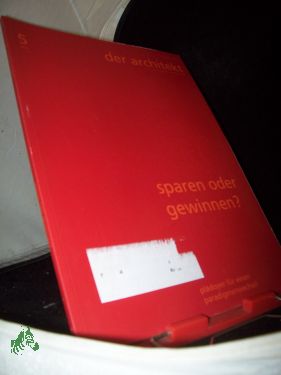 5
der architekt
sparen oder
gewinnen?
plädoyer für einen
paradigmenwechsel